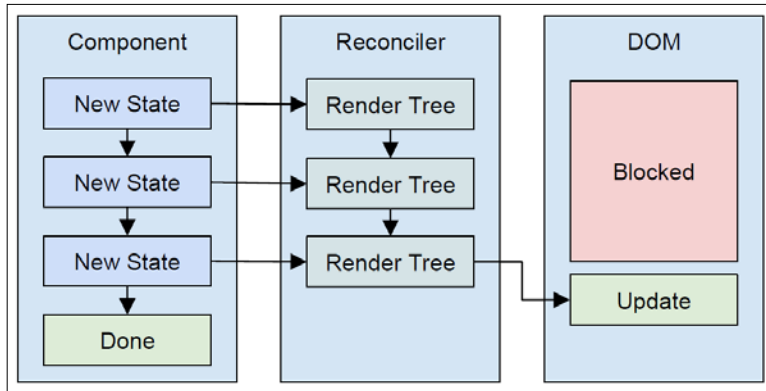 Component
New State
New State
New State
Done
Reconciler
Render Tree
Render Tree
Render Tree
DOM
Blocked
Update